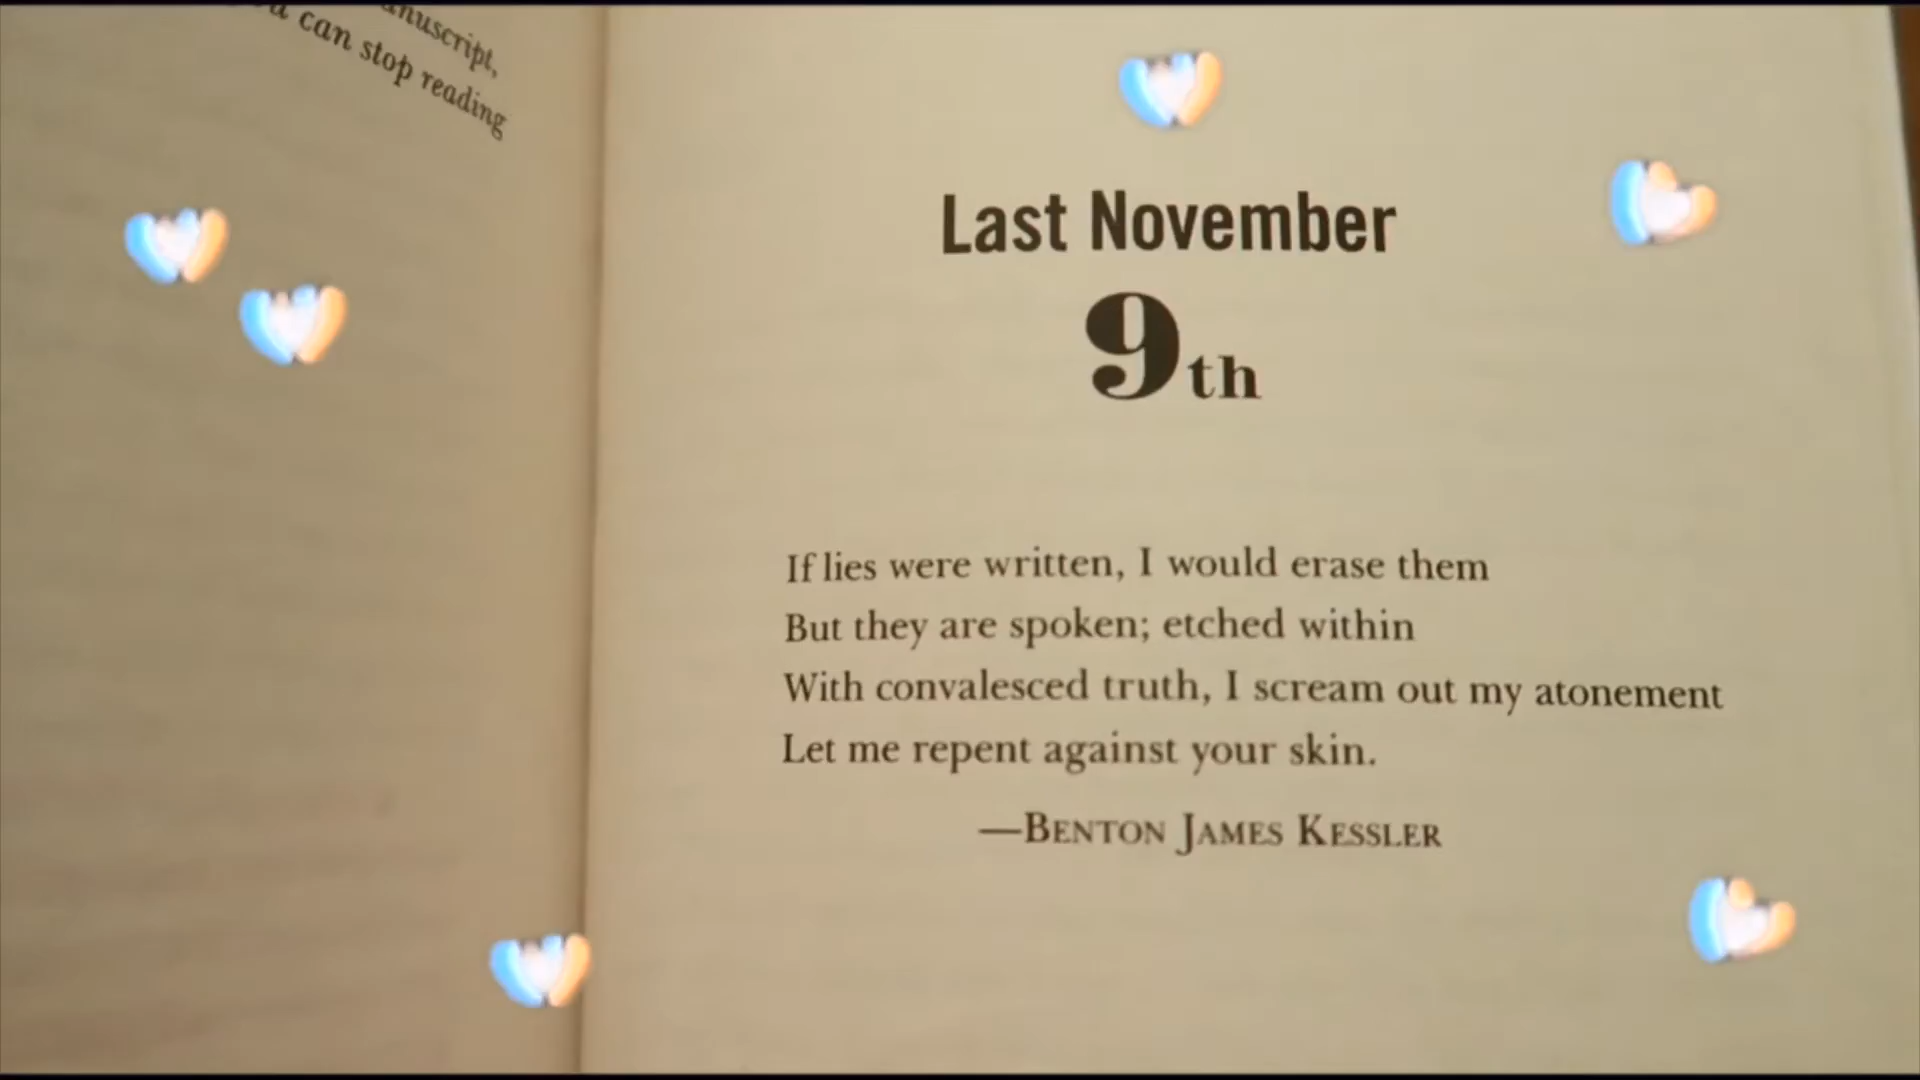 can stop reading
Last November
9th
If lies were written, I would erase them
But they are spoken; etched within
With convalesced truth, I scream out my atonement
Let me repent against your skin.
—BENTON JAMES KESSLER